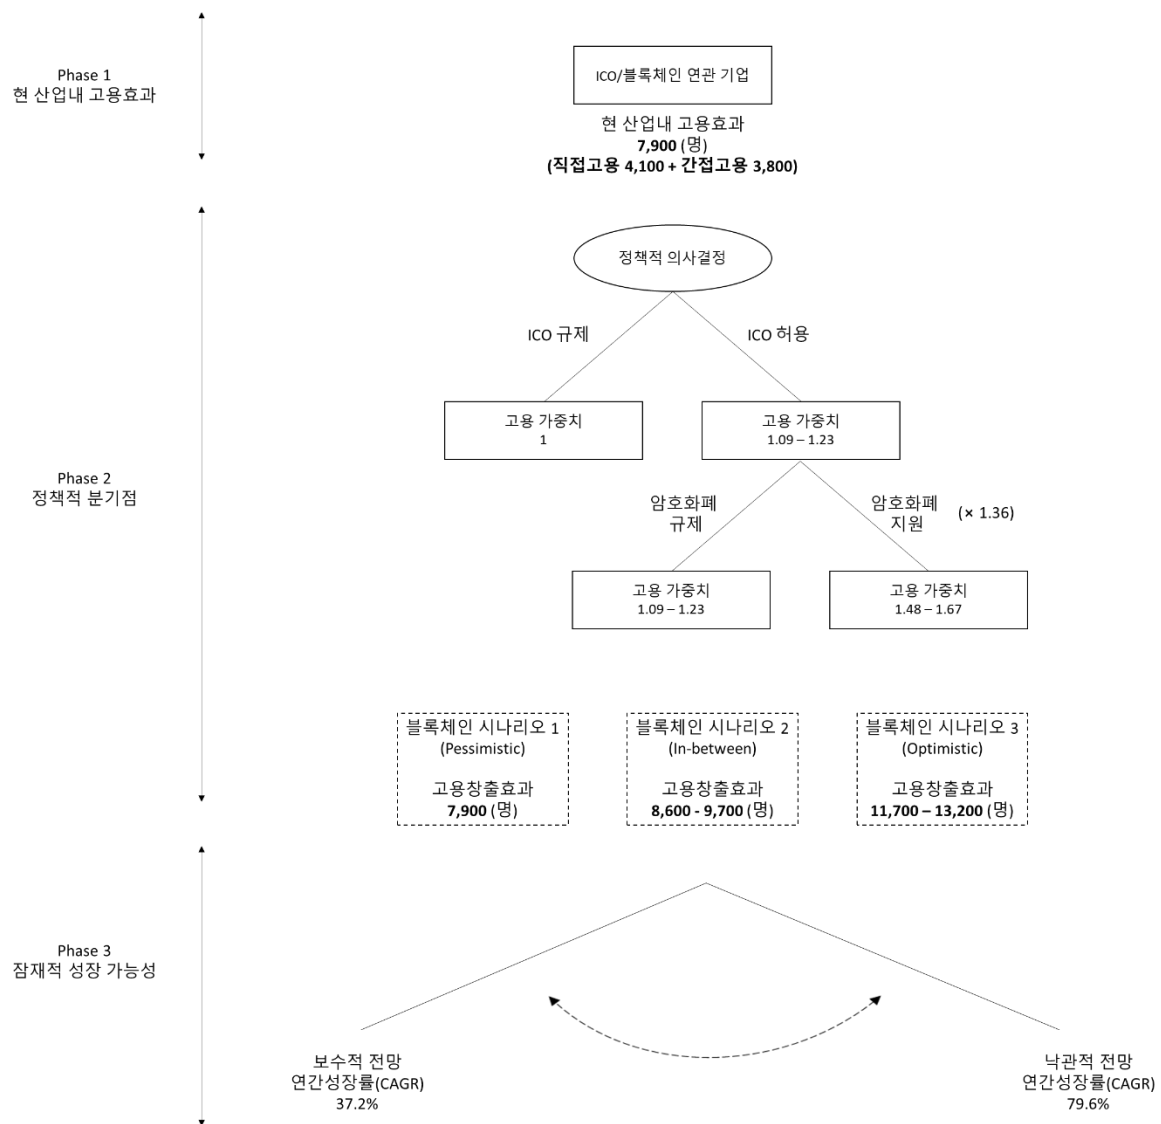 Phase 1
현 산업내 고용효과
ICO/블록체인 연관 기업
현 산업내 고용효과
7,900 (명)
(직접고용 4,100 + 간접고용 3,800)
Phase 2
정책적 분기점
정책적 의사결정
ICO 규제
ICO 허용
고용 가중치
1
고용 가중치
1.09 – 1.23
암호화폐
규제
암호화폐
지원
(× 1.36)
고용 가중치
1.09 – 1.23
고용 가중치
1.48 – 1.67
블록체인 시나리오 1
(Pessimistic)
고용창출효과
7,900 (명)
블록체인 시나리오 2
(In-between)
고용창출효과
8,600 - 9,700 (명)
블록체인 시나리오 3
(Optimistic)
고용창출효과
11,700 – 13,200 (명)
Phase 3
잠재적 성장 가능성
보수적 전망
연간성장률(CAGR)
37.2%
낙관적 전망
연간성장률(CAGR)
79.6%